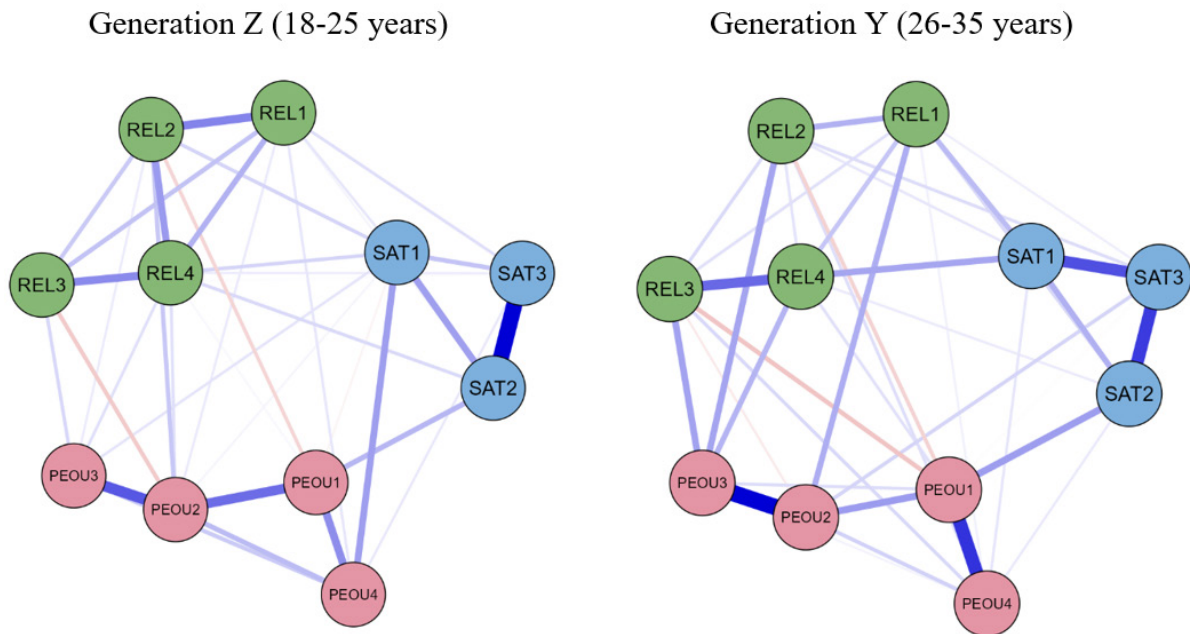 Generation Z (18-25 years)
Generation Y (26-35 years)
REL2
REL1
SAT1
SAT3
REL3
REL4
SAT2
PEOU3
PEOU2
PEOU1
PEOU4
REL2
REL1
SAT1
SAT3
REL3
REL4
SAT2
PEOU3
PEOU2
PEOU1
PEOU4